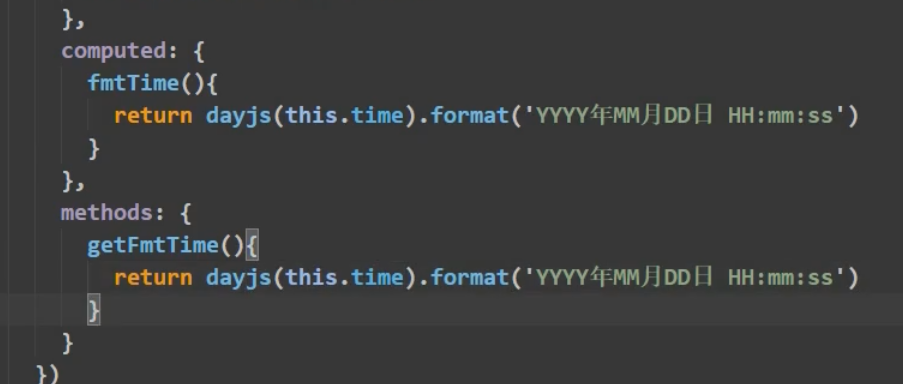 },
computed: {
fmtTime(){
return dayjs(this.time).format('YYYY年MM月DD日 HH:mm:ss')
}
},
methods: {
getFmtTime(){
return dayjs(this.time).format('YYYY年MM月DD日 HH:mm:ss')
}
}
})